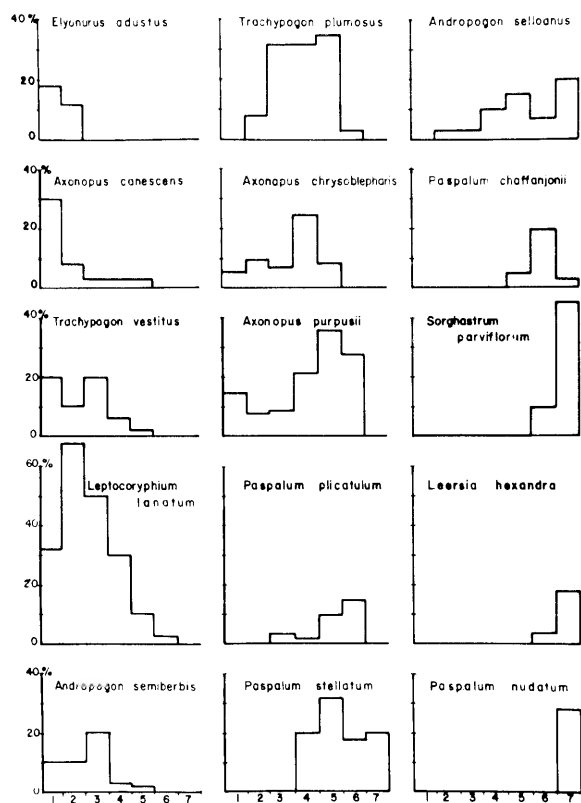 40% Elyonurus adustus Trachypogon plumosus Andropogon selloanus
20
0
40% Axonopus canescens Axonopus chrysoblepharis Paspalum chaffanjonii
20
0
40% Trachypogon vestitus Axonopus purpusii Sorghastrum parviflorum
20
0
60% Leptocoryphium lanatum Paspalum plicatulum Leersia hexandra
40
20
0
40% Andropogon semiberbis Paspalum stellatum Paspalum nudatum
20
0
1 2 3 4 5 6 7 1 2 3 4 5 6 7 1 2 3 4 5 6 7